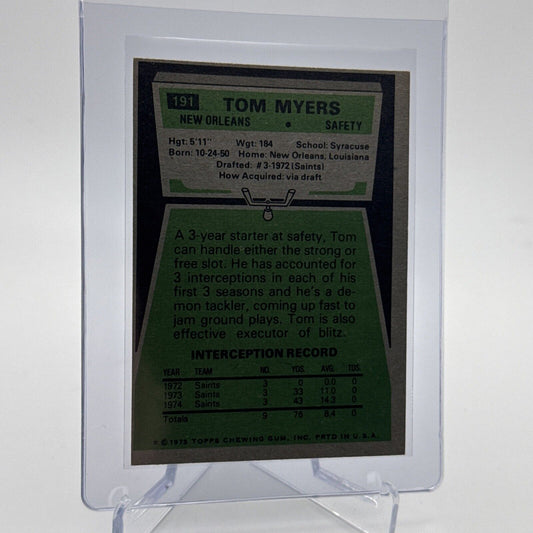 191 TOM MYERS
NEW ORLEANS • SAFETY
Hgt: 5'11" Wgt: 184 School: Syracuse
Born: 10-24-50 Home: New Orleans, Louisiana
Drafted: #3-1972 (Saints)
How Acquired: via draft
A 3-year starter at safety, Tom
can handle either the strong or
free slot. He has accounted for
3 interceptions in each of his
first 3 seasons and he's a de-
mon tackler, coming up fast to
jam ground plays. Tom is also
effective executor of blitz.
INTERCEPTION RECORD
YEAR TEAM NO. YDS. AVG. TDS.
1972 Saints 3 0 0.0 0
1973 Saints 3 33 11.0 0
1974 Saints 3 43 14.3 0
Totals 9 76 8.4 0
* © 1975 TOPPS CHEWING GUM, INC. PRTD IN U.S.A.